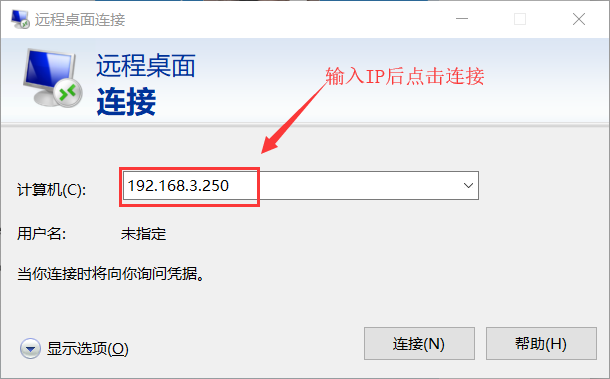 远程桌面连接
远程桌面
连接
输入IP后点击连接
计算机(C):
192.168.3.250
用户名:
未指定
当你连接时将向你询问凭据。
显示选项(O)
连接(N)
帮助(H)